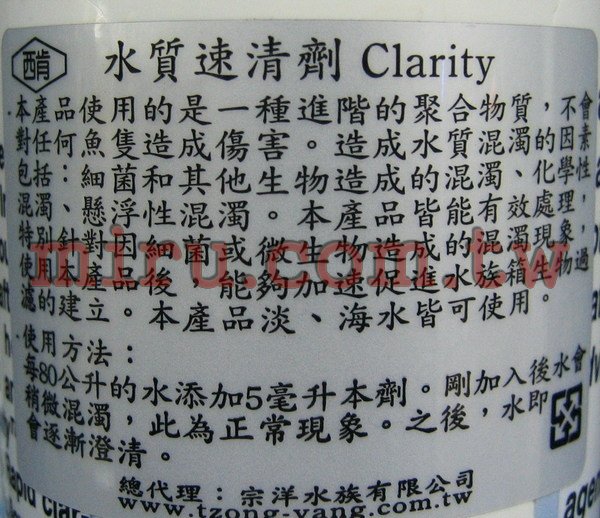 西肯
水質速清劑 Clarity
本產品使用的是一種進階的聚合物質，不會
對任何魚隻造成傷害。造成水質混濁的因素
包括：細菌和其他生物造成的混濁、化學性
混濁、懸浮性混濁。本產品皆能有效處理，
特別針對因細菌或微生物造成的混濁現象，
使用本產品後，能夠加速促進水族箱生物過
濾的建立。本產品淡、海水皆可使用。
miru.com.tw
使用方法：
每80公升的水添加5毫升本劑。剛加入後水會
稍微混濁，此為正常現象。之後，水即
會逐漸澄清。
總代理：宗洋水族有限公司
www.tzong-yang.com.tw